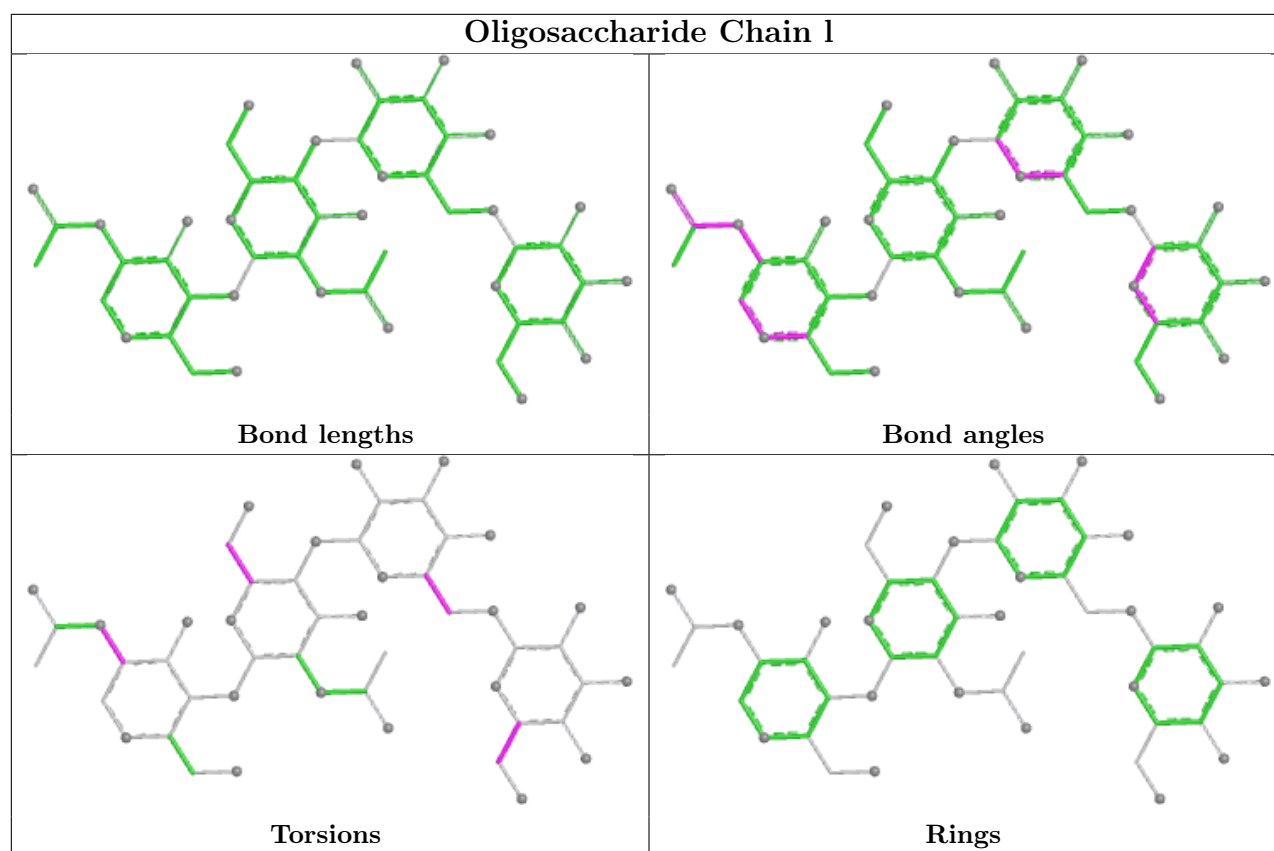 Oligosaccharide Chain l
Bond lengths
Bond angles
Torsions
Rings